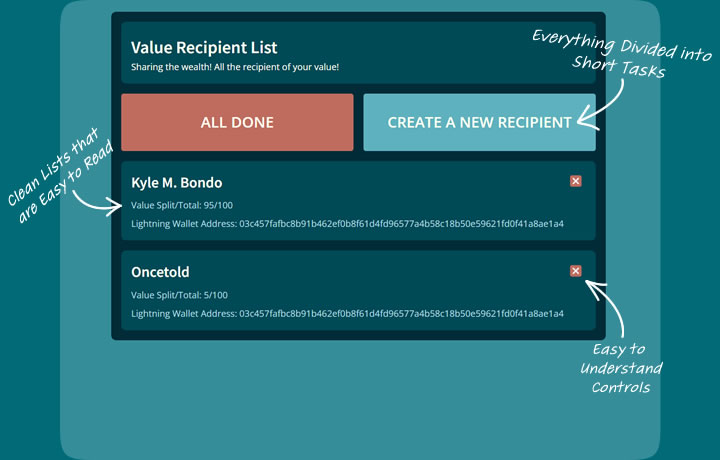 Value Recipient List
Sharing the wealth! All the recipient of your value!
Everything Divided into
Short Tasks
ALL DONE
CREATE A NEW RECIPIENT
Clean Lists that
are Easy to Read
Kyle M. Bondo
Value Split/Total: 95/100
Lightning Wallet Address: 03c457fafbc8b91b462ef0b8f61d4fd96577a4b58c18b50e59621fd0f41a8ae1a4
Oncetold
Value Split/Total: 5/100
Lightning Wallet Address: 03c457fafbc8b91b462ef0b8f61d4fd96577a4b58c18b50e59621fd0f41a8ae1a4
Easy to
Understand
Controls